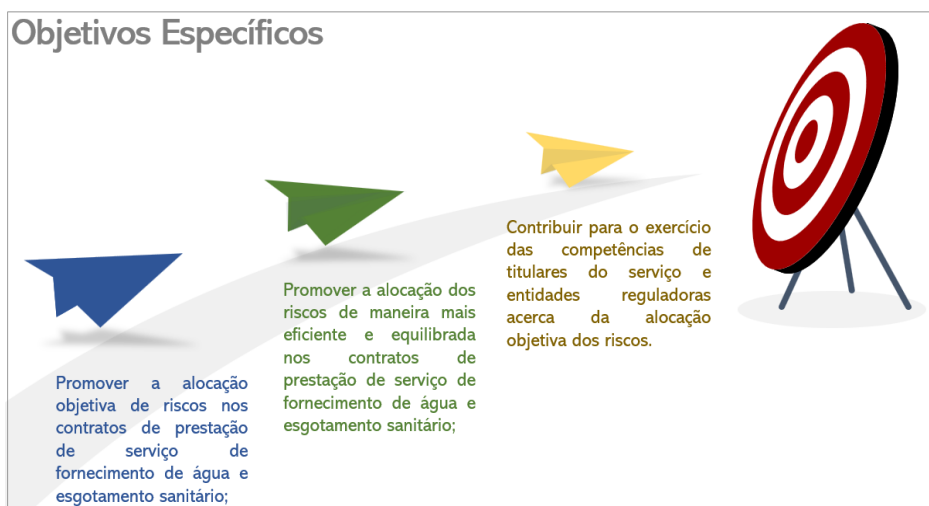 Objetivos Específicos
Promover a alocação
objetiva de riscos nos
contratos de prestação
de serviço de
fornecimento de água e
esgotamento sanitário;
Promover a alocação dos
riscos de maneira mais
eficiente e equilibrada
nos contratos de
prestação de serviço de
fornecimento de água e
esgotamento sanitário;
Contribuir para o exercício
das competências de
titulares do serviço e
entidades reguladoras
acerca da alocação
objetiva dos riscos.